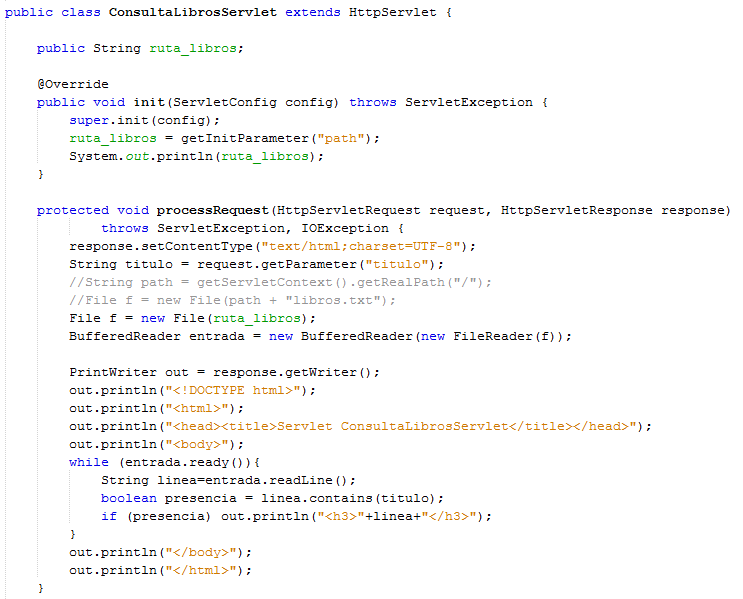 public class ConsultaLibrosServlet extends HttpServlet {

    public String ruta_libros;

    @Override
    public void init(ServletConfig config) throws ServletException {
        super.init(config);
        ruta_libros = getInitParameter("path");
        System.out.println(ruta_libros);
    }

    protected void processRequest(HttpServletRequest request, HttpServletResponse response)
            throws ServletException, IOException {
        response.setContentType("text/html;charset=UTF-8");
        String titulo = request.getParameter("titulo");
        //String path = getServletContext().getRealPath("/");
        //File f = new File(path + "libros.txt");
        File f = new File(ruta_libros);
        BufferedReader entrada = new BufferedReader(new FileReader(f));

        PrintWriter out = response.getWriter();
        out.println("<!DOCTYPE html>");
        out.println("<html>");
        out.println("<head><title>Servlet ConsultaLibrosServlet</title></head>");
        out.println("<body>");
        while (entrada.ready()){
            String linea=entrada.readLine();
            boolean presencia = linea.contains(titulo);
            if (presencia) out.println("<h3>"+linea+"</h3>");
        }
        out.println("</body>");
        out.println("</html>");
    }